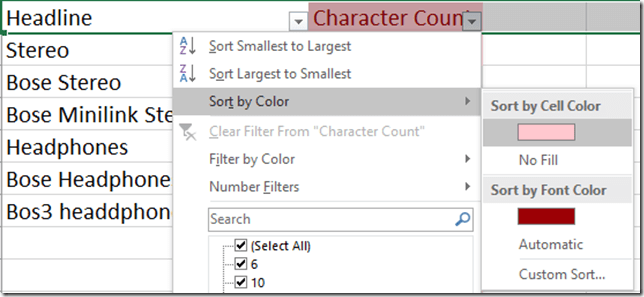 Headline
Character Count
Stereo
Bose Stereo
Bose Minilink Ste
Headphones
Bose Headphone
Bos3 headdphon
A
Z
Sort Smallest to Largest
Z
A
Sort Largest to Smallest
Sort by Color
Clear Filter From "Character Count"
Filter by Color
Number Filters
Search
(Select All)
6
10
Sort by Cell Color
No Fill
Sort by Font Color
Automatic
Custom Sort...